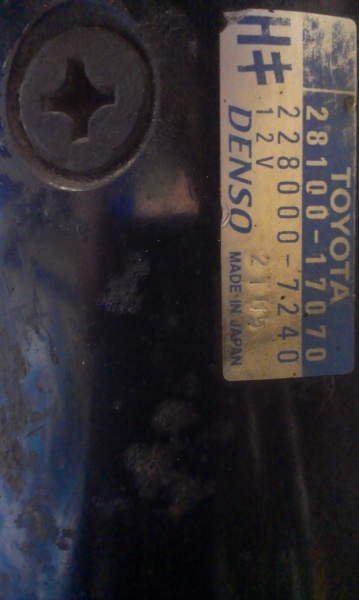 TOYOTA
28100-17070
228000-7240
12V
DENSO MADE IN JAPAN